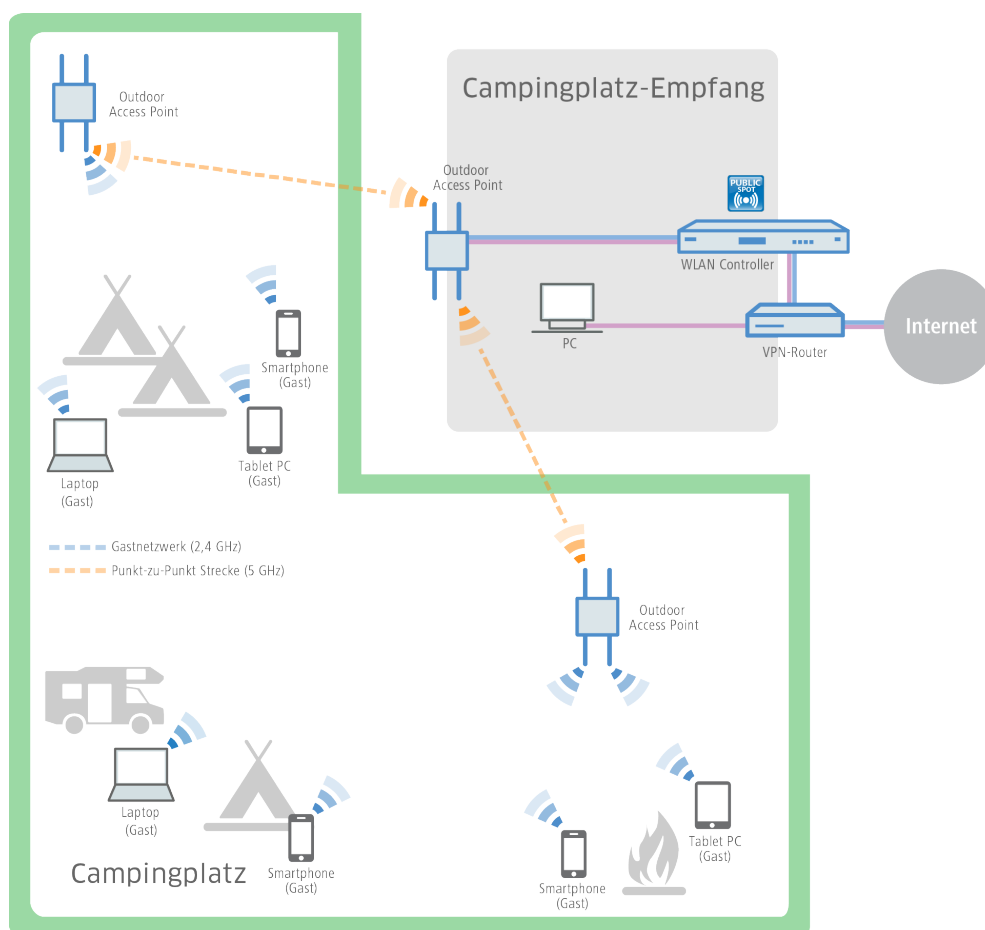 Outdoor
Access Point
Campingplatz-Empfang
Outdoor
Access Point
PUBLIC
SPOT
WLAN Controller
PC
VPN-Router
Internet
Smartphone
(Gast)
Tablet PC
(Gast)
Laptop
(Gast)
Gastnetzwerk (2,4 GHz)
Punkt-zu-Punkt Strecke (5 GHz)
Outdoor
Access Point
Laptop
(Gast)
Smartphone
(Gast)
Campingplatz
Smartphone
(Gast)
Tablet PC
(Gast)